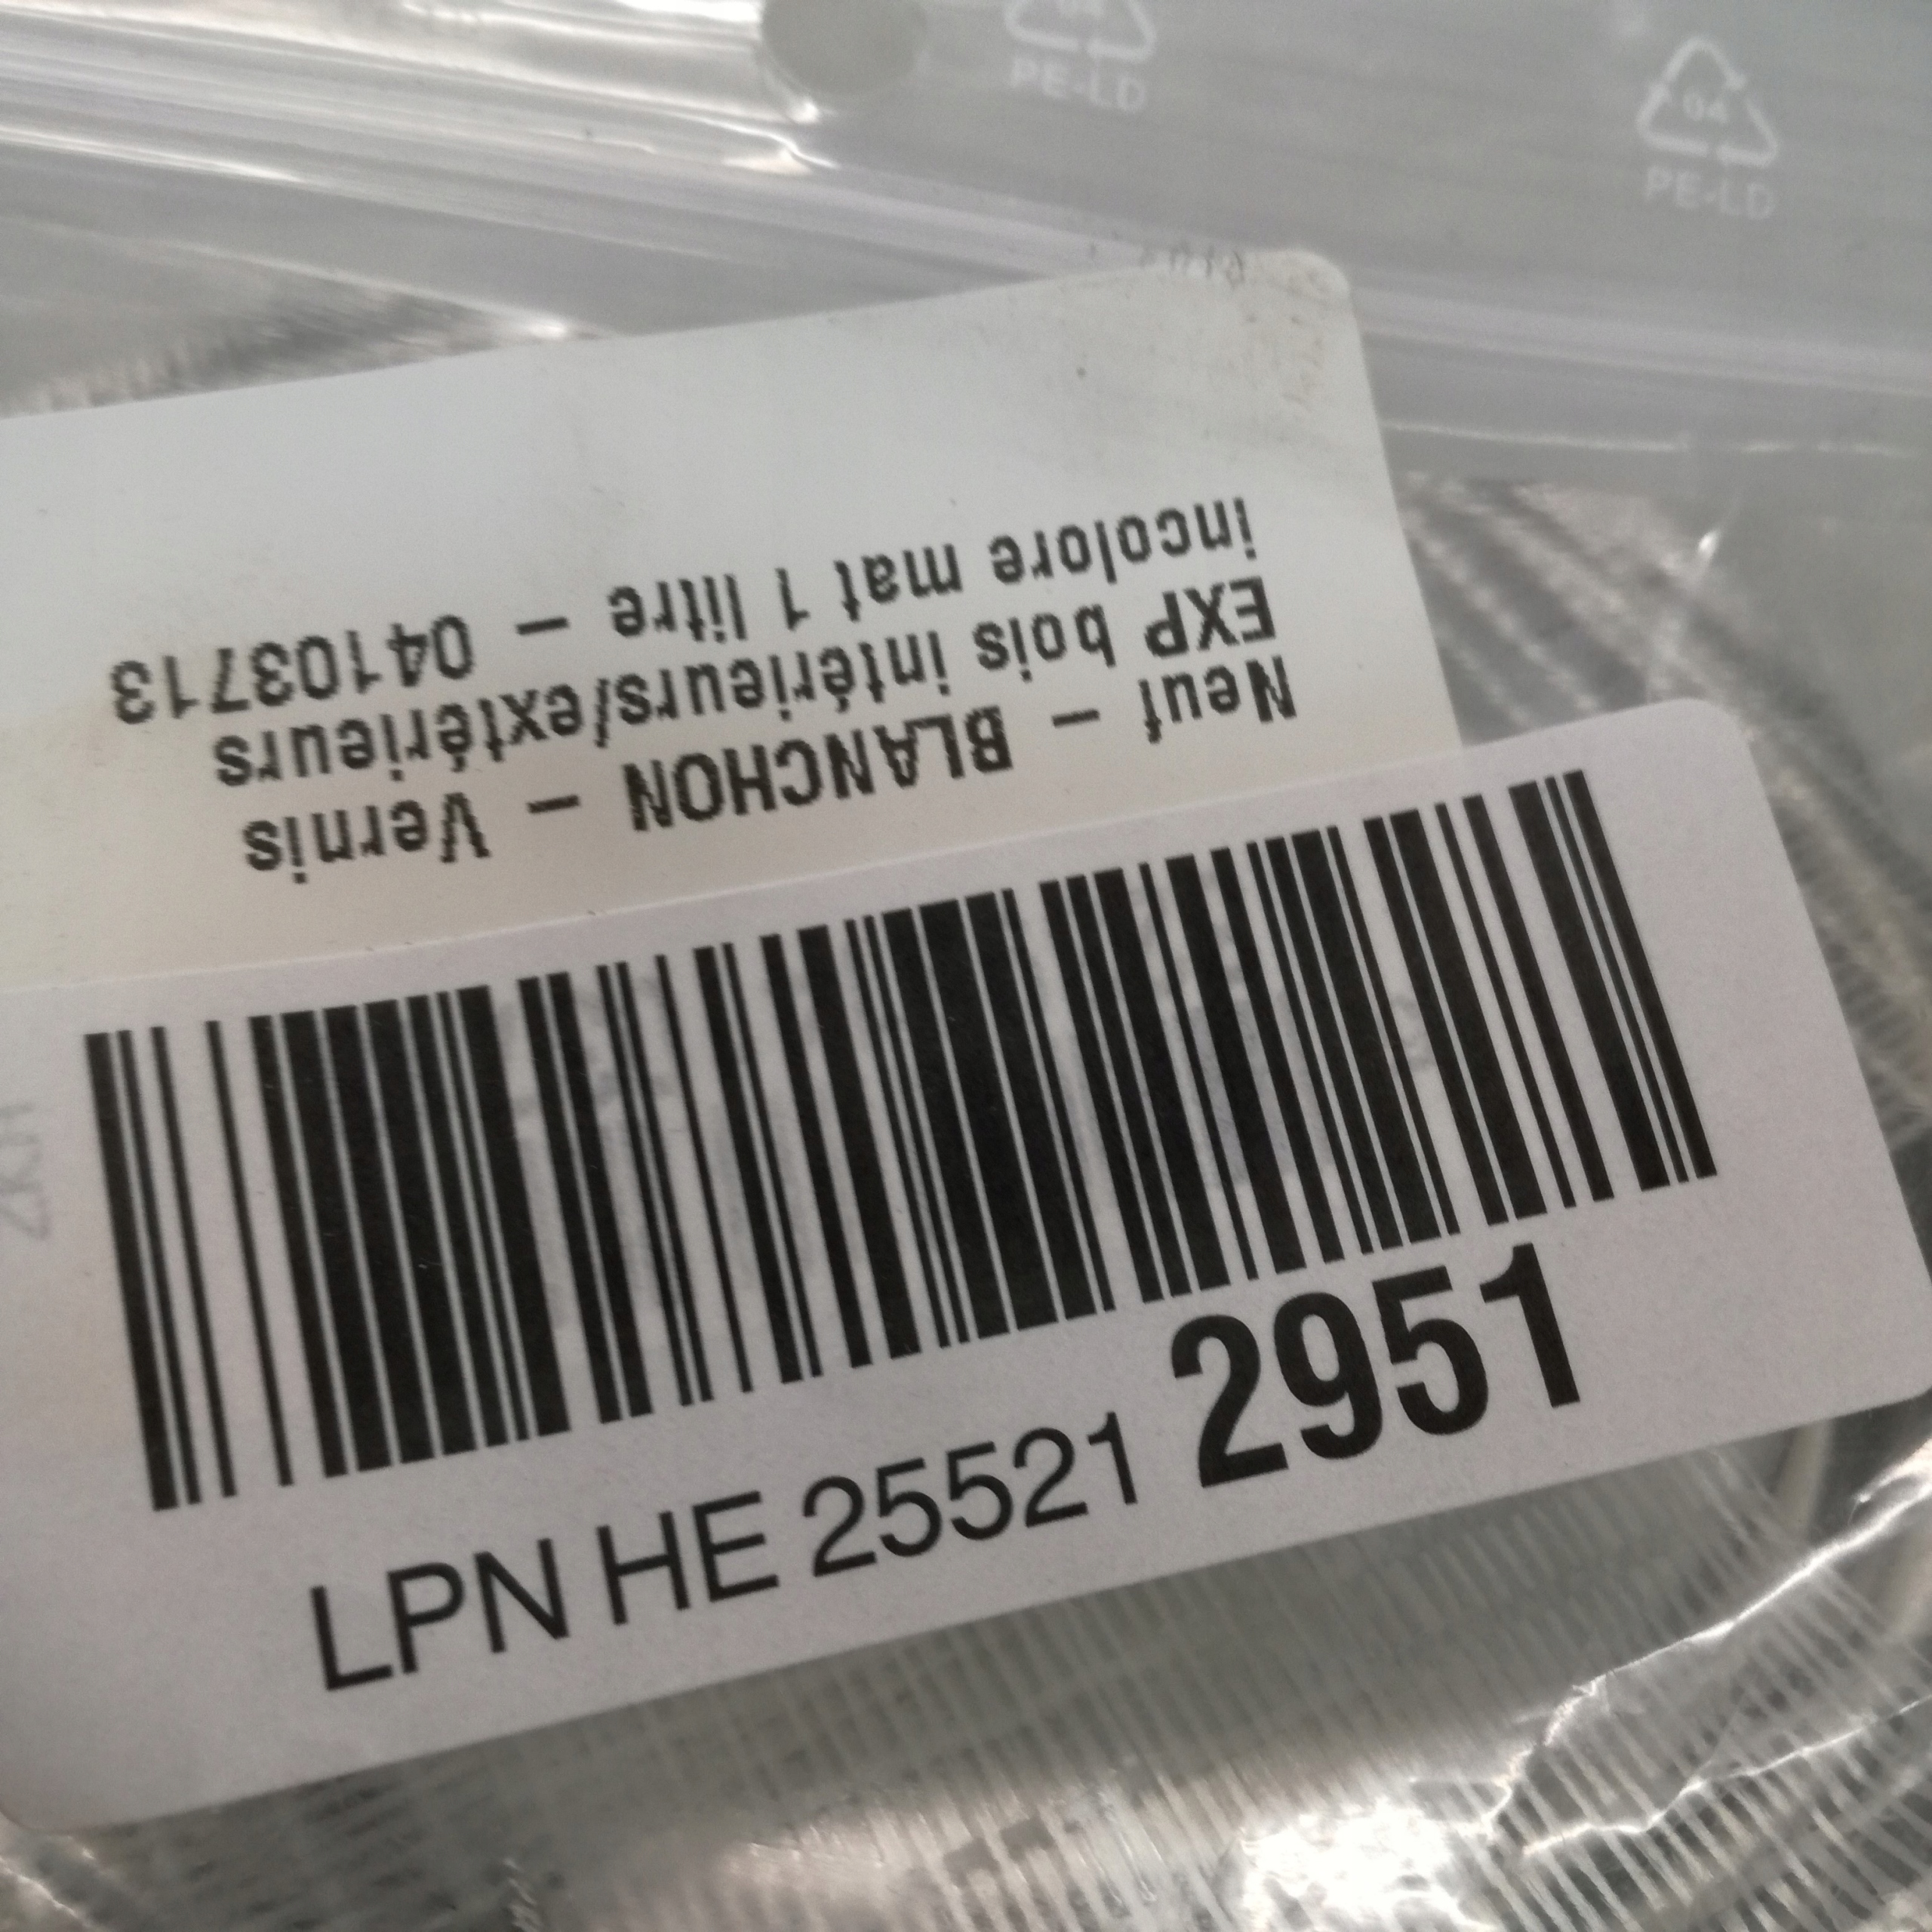 PE-LD
04
PE-LD
Neuf – BLANCHON – Vernis
EXP bois intérieurs/extérieurs
incolore mat 1 litre – 04103713
LPN HE 25521 2951